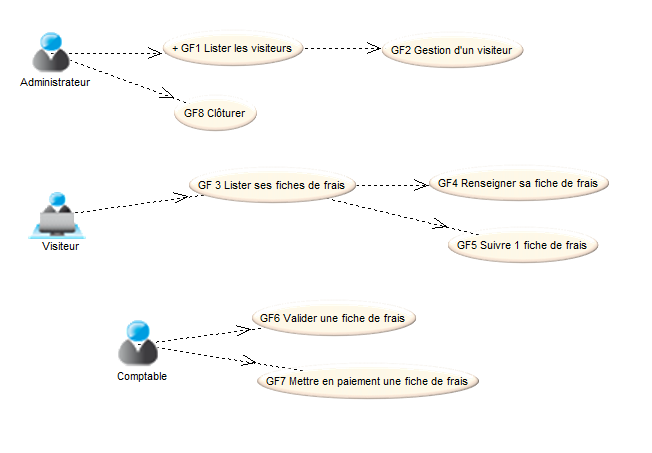 + GF1 Lister les visiteurs
GF2 Gestion d'un visiteur
Administrateur
GF8 Clôturer
GF 3 Lister ses fiches de frais
GF4 Renseigner sa fiche de frais
Visiteur
GF5 Suivre 1 fiche de frais
GF6 Valider une fiche de frais
Comptable
GF7 Mettre en paiement une fiche de frais